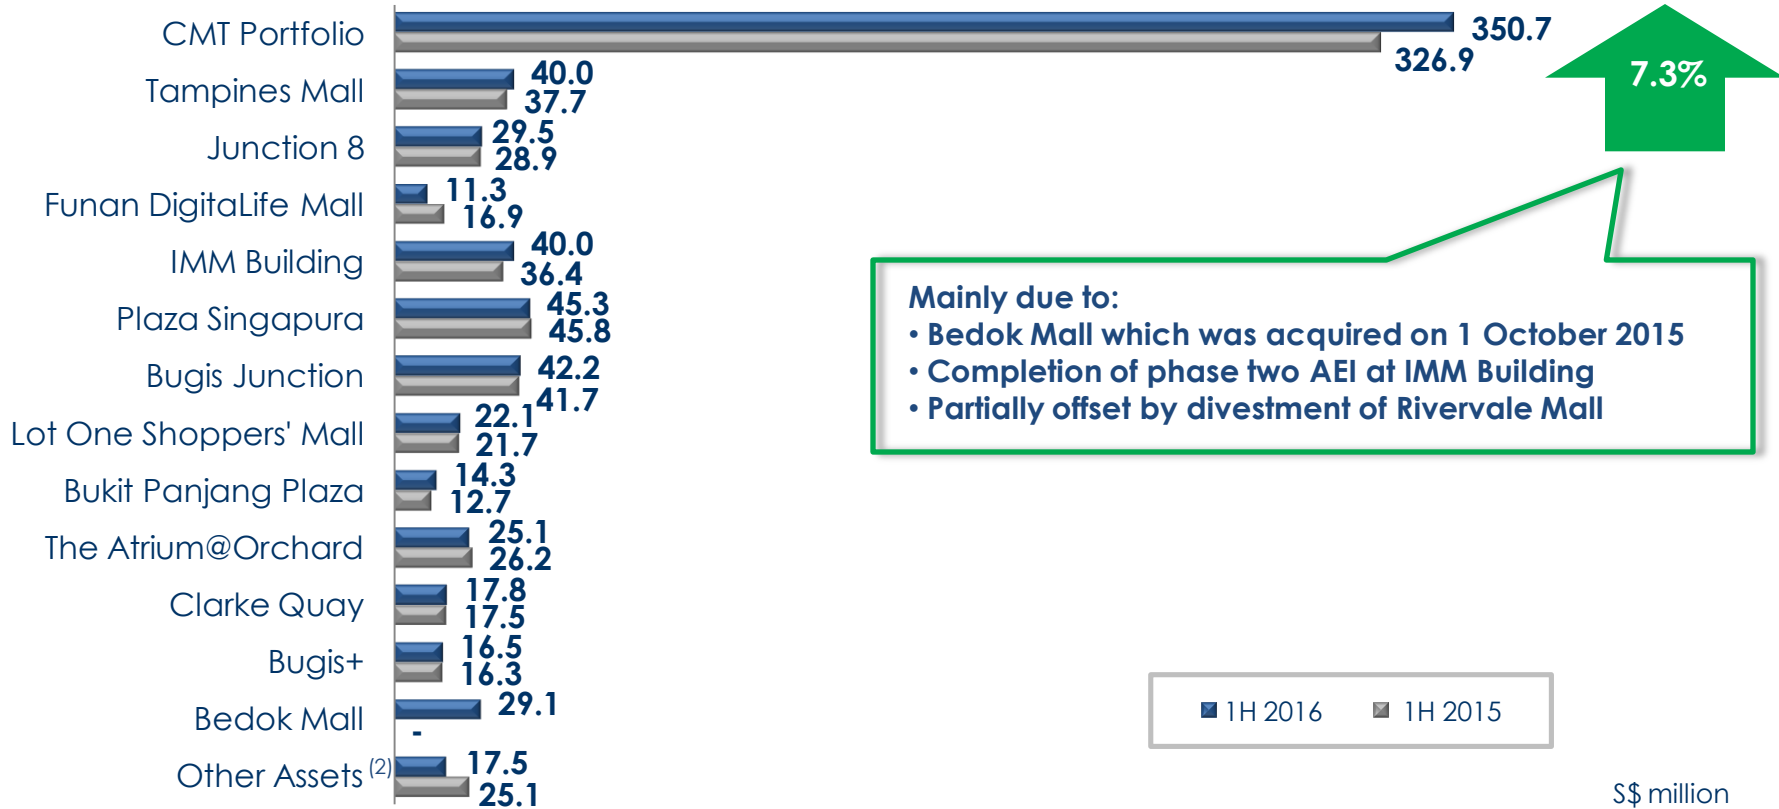 CMT Portfolio
350.7
326.9
7.3%
Tampines Mall
40.0
37.7
Junction 8
29.5
28.9
Funan DigitaLife Mall
11.3
16.9
IMM Building
40.0
36.4
Plaza Singapura
45.3
45.8
Bugis Junction
42.2
41.7
Lot One Shoppers' Mall
22.1
21.7
Bukit Panjang Plaza
14.3
12.7
The Atrium@Orchard
25.1
26.2
Clarke Quay
17.8
17.5
Bugis+
16.5
16.3
Bedok Mall
29.1
-
Other Assets (2)
17.5
25.1
Mainly due to:
• Bedok Mall which was acquired on 1 October 2015
• Completion of phase two AEI at IMM Building
• Partially offset by divestment of Rivervale Mall
1H 2016 1H 2015
S$ million